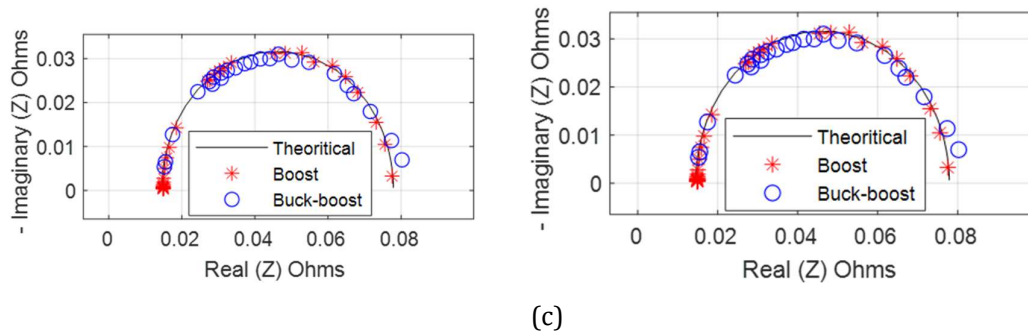 - Imaginary (Z) Ohms
0.03
0.02
0.01
0
Theoritical
Boost
Buck-boost
0 0.02 0.04 0.06 0.08
Real (Z) Ohms
- Imaginary (Z) Ohms
0.03
0.02
0.01
0
Theoritical
Boost
Buck-boost
0 0.02 0.04 0.06 0.08
Real (Z) Ohms
(c)